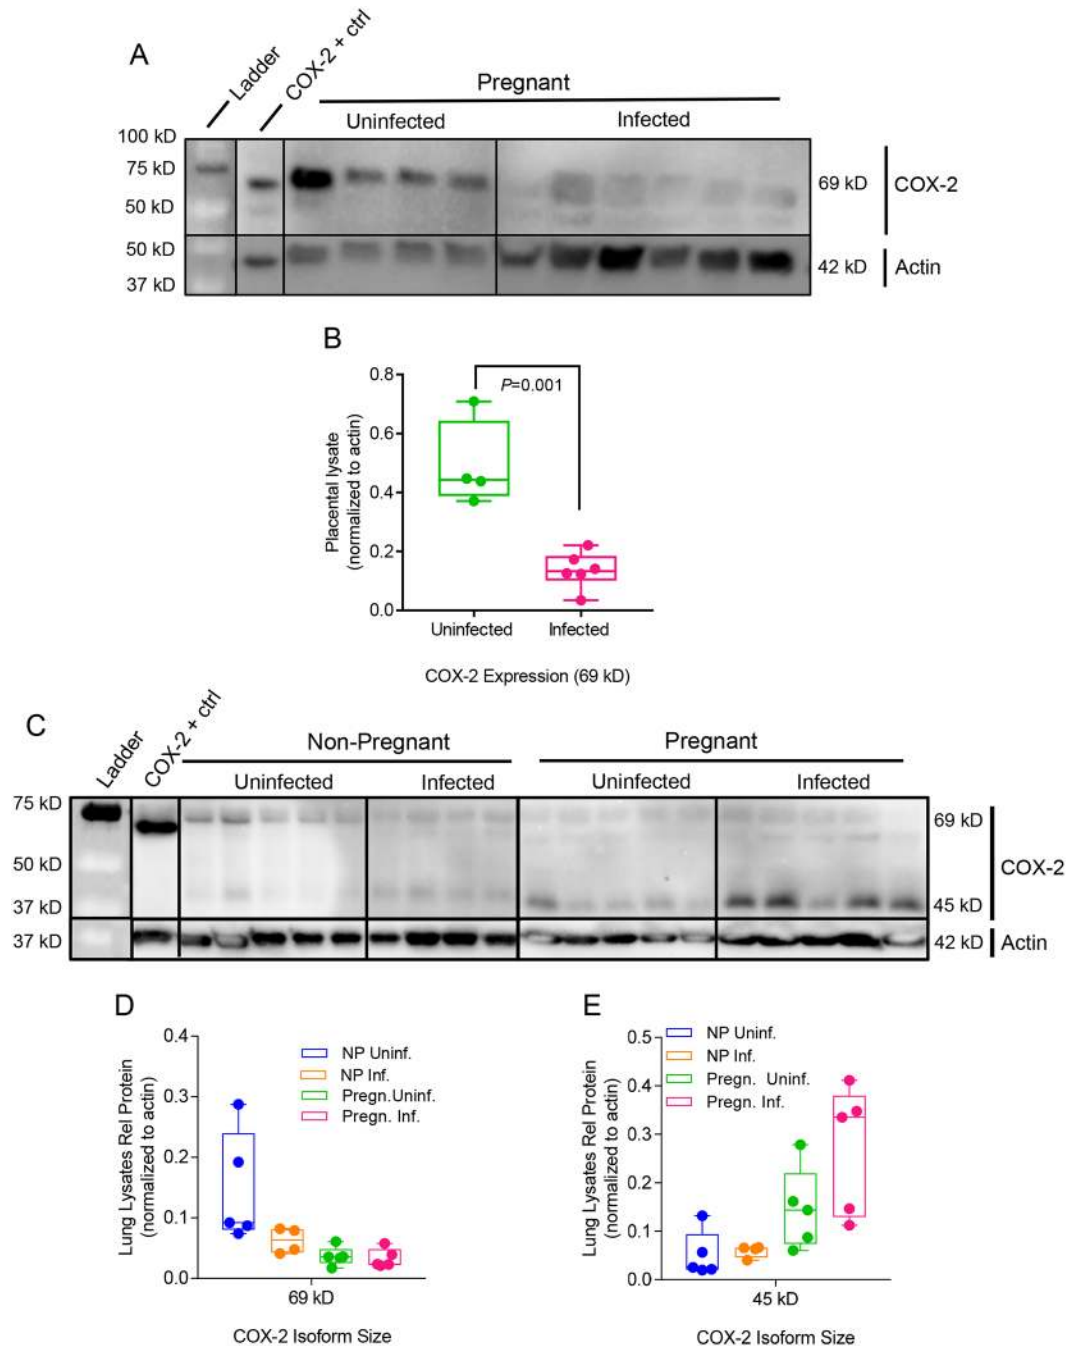 A
Ladder
COX-2 + ctrl
Pregnant
Uninfected
Infected
100 kD
75 kD
50 kD
50 kD
37 kD
69 kD
COX-2
42 kD
Actin
B
Placental lysate
(normalized to actin)
0.8
0.6
0.4
0.2
0.0
P=0.001
Uninfected
Infected
COX-2 Expression (69 kD)
C
Ladder
COX-2 + ctrl
Non-Pregnant
Pregnant
Uninfected
Infected
Uninfected
Infected
75 kD
50 kD
37 kD
37 kD
69 kD
45 kD
COX-2
42 kD
Actin
D
Lung Lysates Rel Protein
(normalized to actin)
0.4
0.3
0.2
0.1
0.0
NP Uninf.
NP Inf.
Pregn.Uninf.
Pregn. Inf.
69 kD
COX-2 Isoform Size
E
Lung Lysates Rel Protein
(normalized to actin)
0.5
0.4
0.3
0.2
0.1
0.0
NP Uninf.
NP Inf.
Pregn. Uninf.
Pregn. Inf.
45 kD
COX-2 Isoform Size